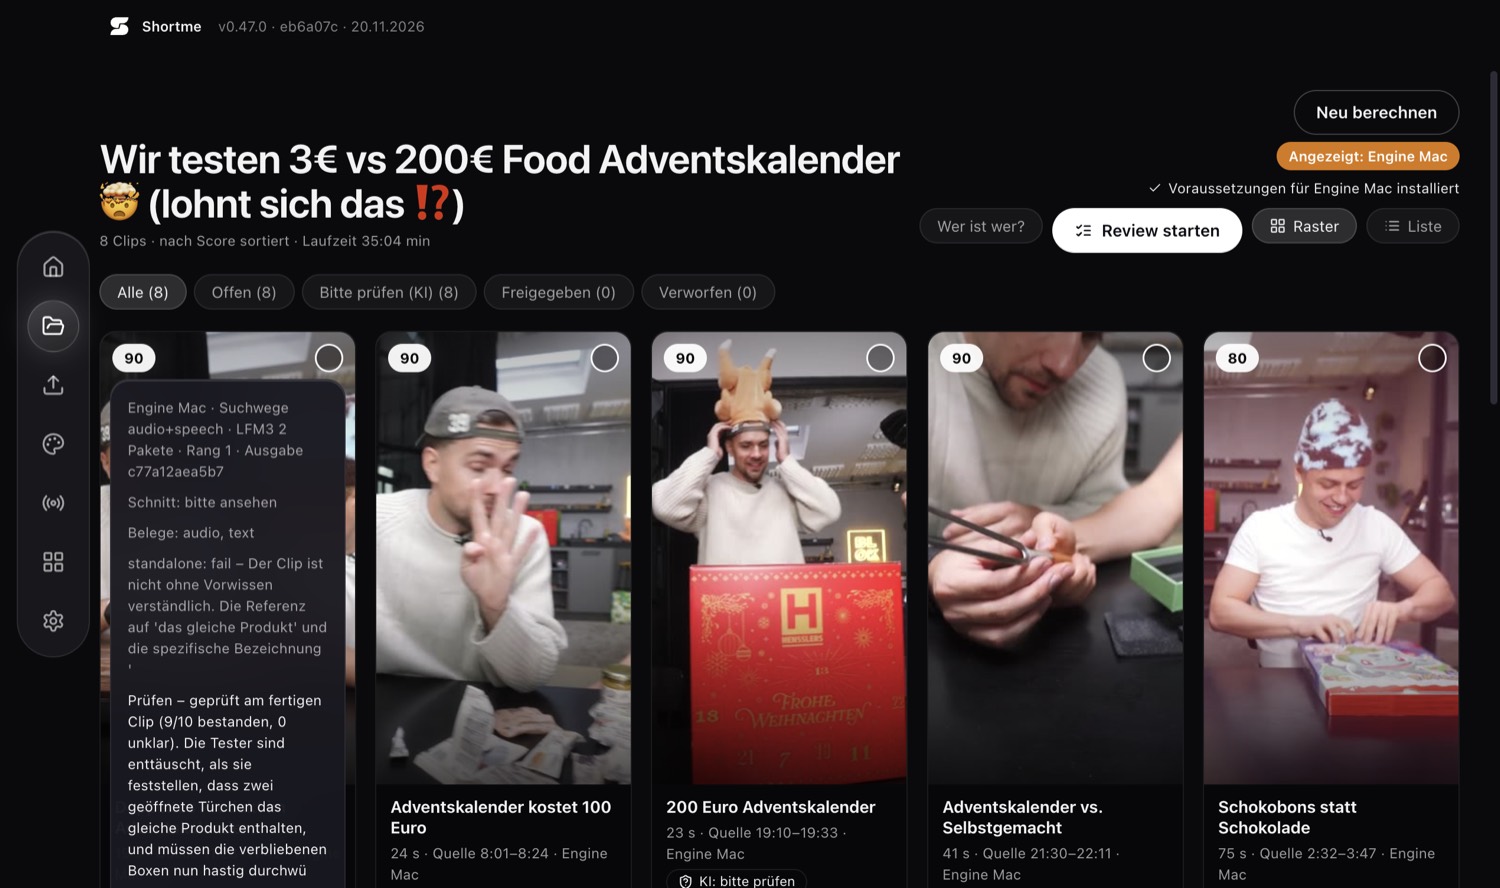 Shortme v0.47.0 · eb6a07c · 20.11.2026
Neu berechnen
Angezeigt: Engine Mac
Voraussetzungen für Engine Mac installiert
Wir testen 3€ vs 200€ Food Adventskalender
🤯 (lohnt sich das ⁉️)
8 Clips · nach Score sortiert · Laufzeit 35:04 min
Wer ist wer?
Review starten
Raster
Liste
Alle (8)
Offen (8)
Bitte prüfen (KI) (8)
Freigegeben (0)
Verworfen (0)
90
Engine Mac · Suchwege
audio+speech · LFM3 2
Pakete · Rang 1 · Ausgabe
c77a12aea5b7
Schnitt: bitte ansehen
Belege: audio, text
standalone: fail – Der Clip ist
nicht ohne Vorwissen
verständlich. Die Referenz
auf 'das gleiche Produkt' und
die spezifische Bezeichnung
'
Prüfen – geprüft am fertigen
Clip (9/10 bestanden, 0
unklar). Die Tester sind
enttäuscht, als sie
feststellen, dass zwei
geöffnete Türchen das
gleiche Produkt enthalten,
und müssen die verbliebenen
Boxen nun hastig durchwü
90
38
Adventskalender kostet 100
Euro
24 s · Quelle 8:01–8:24 · Engine
Mac
90
BL
CK
H
HENSSLERS
FROHE
WEIHNACHTEN
18
21
7
19
11
200 Euro Adventskalender
23 s · Quelle 19:10–19:33 ·
Engine Mac
KI: bitte prüfen
90
Adventskalender vs.
Selbstgemacht
41 s · Quelle 21:30–22:11 ·
Engine Mac
80
Schokobons statt
Schokolade
75 s · Quelle 2:32–3:47 · Engine
Mac